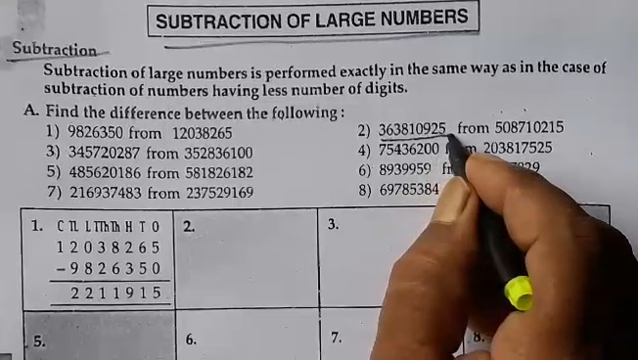 SUBTRACTION OF LARGE NUMBERS
Subtraction
Subtraction of large numbers is performed exactly in the same way as in the case of
subtraction of numbers having less number of digits.
A. Find the difference between the following :
1) 9826350 from 12038265
2) 363810925 from 508710215
3) 345720287 from 352836100
4) 75436200 from 203817525
5) 485620186 from 581826182
6) 8939959
7) 216937483 from 237529169
8) 69785384
1. C TL L TTh Th H T O
2.
3.
1 2 0 3 8 2 6 5
– 9 8 2 6 3 5 0
2 2 1 1 9 1 5
5.
6.
7.
8.